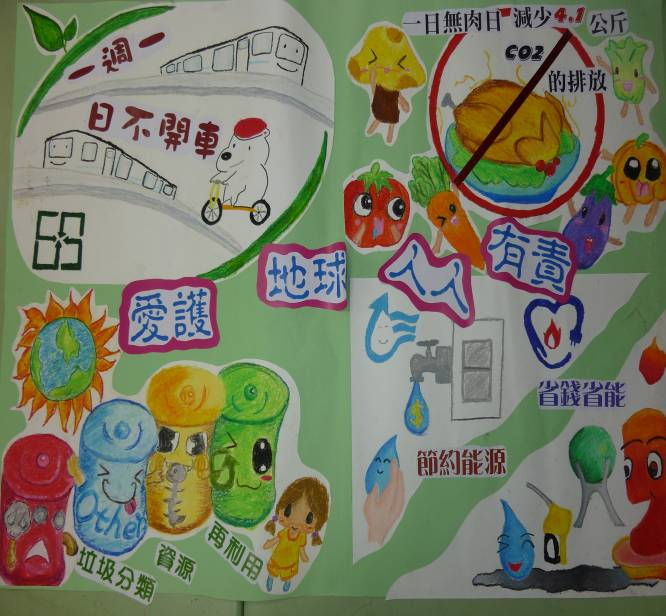 一週一
日不開車
65
一日無肉日 減少4.1公斤
CO2
的排放
愛護
地球
人人
有責
省錢省能
節約能源
Other
垃圾分類
資源
再利用